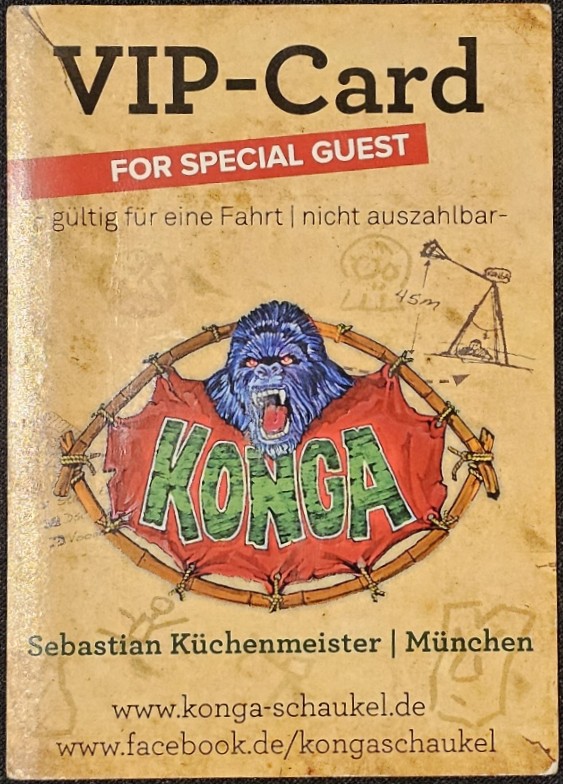 VIP-Card
FOR SPECIAL GUEST
- gültig für eine Fahrt | nicht auszahlbar-
45m
KONGA
KONGA
Sebastian Küchenmeister | München
www.konga-schaukel.de
www.facebook.de/kongaschaukel